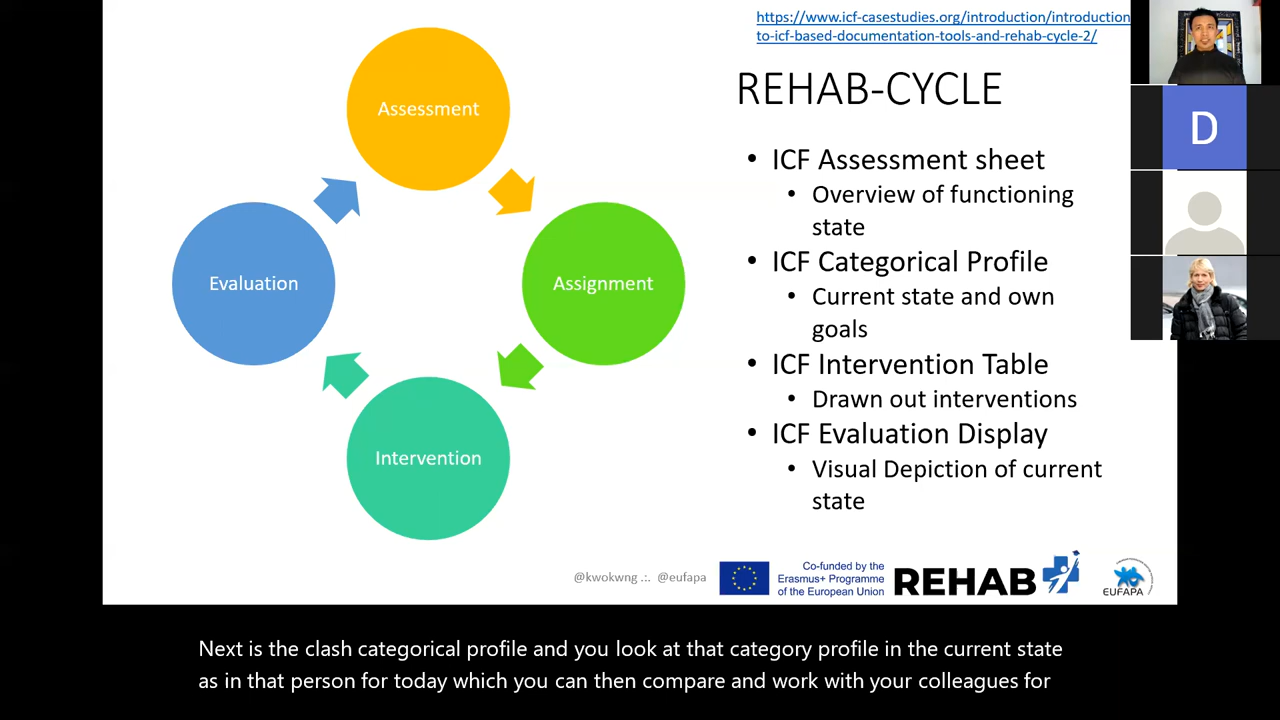 https://www.icf-casestudies.org/introduction/introduction
to-icf-based-documentation-tools-and-rehab-cycle-2/
REHAB-CYCLE
Assessment
Assignment
Intervention
Evaluation
• ICF Assessment sheet
• Overview of functioning
state
• ICF Categorical Profile
• Current state and own
goals
• ICF Intervention Table
• Drawn out interventions
• ICF Evaluation Display
• Visual Depiction of current
state
D
@kwokwng .:. @eufapa
Co-funded by the
Erasmus+ Programme
of the European Union
REHAB
EUFAPA
Next is the clash categorical profile and you look at that category profile in the current state
as in that person for today which you can then compare and work with your colleagues for